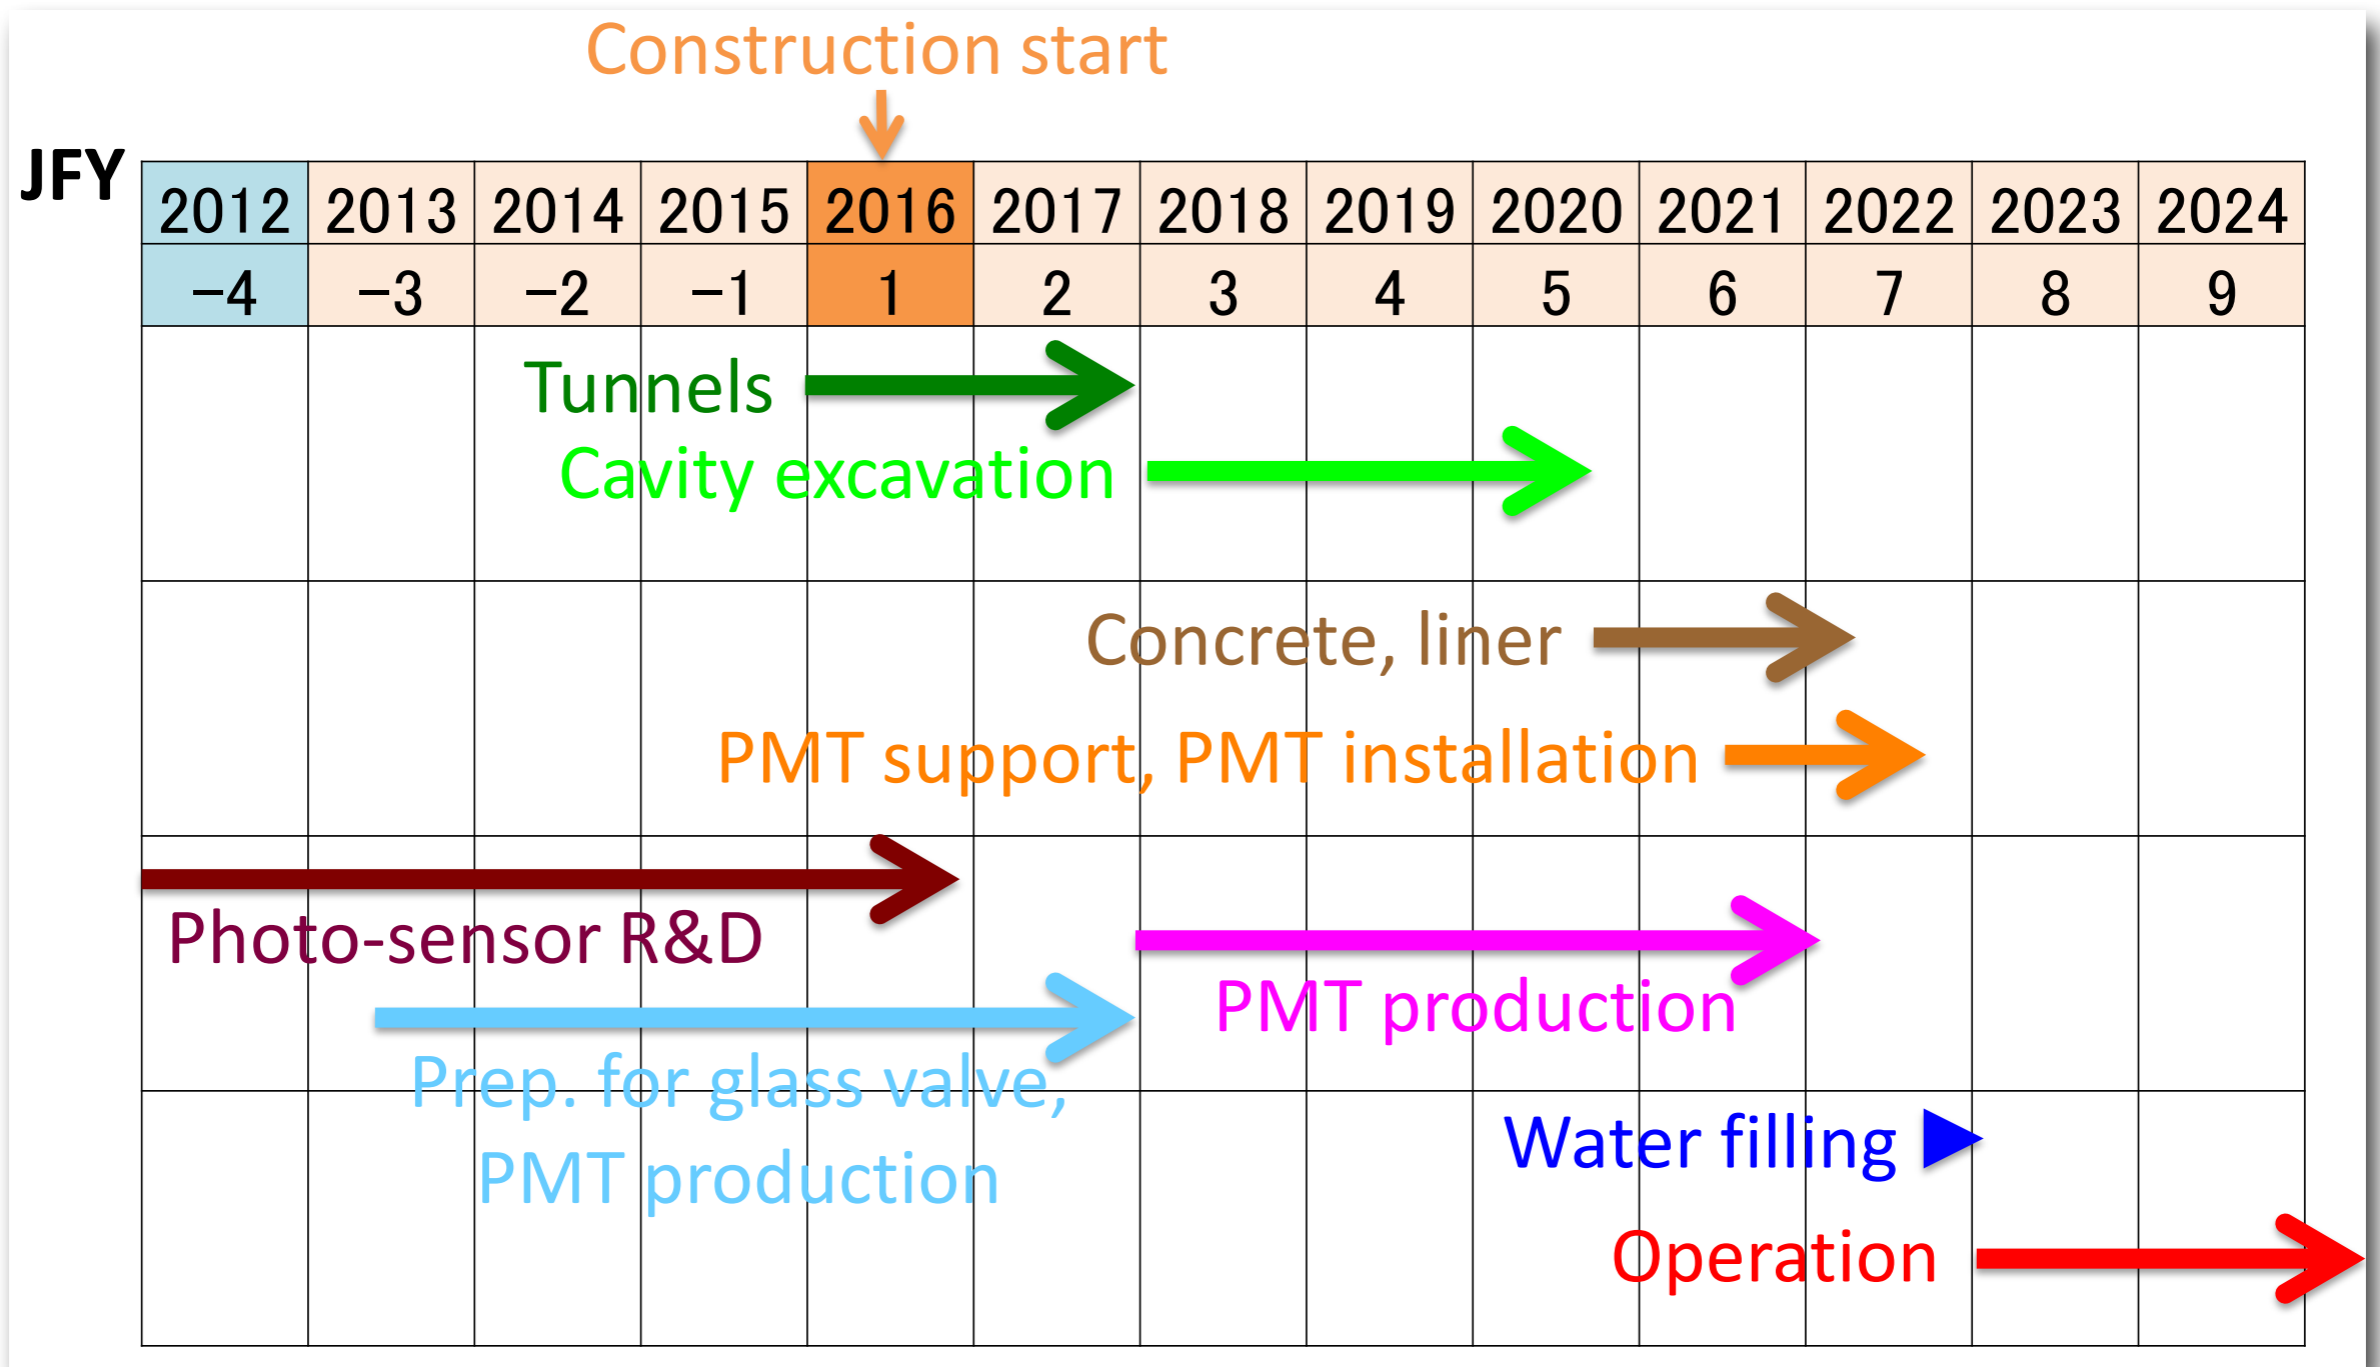 Construction start
JFY
2012 2013 2014 2015 2016 2017 2018 2019 2020 2021 2022 2023 2024
−4 −3 −2 −1 1 2 3 4 5 6 7 8 9
Tunnels
Cavity excavation
Concrete, liner
PMT support, PMT installation
Photo-sensor R&D
PMT production
Prep. for glass valve,
PMT production
Water filling
Operation